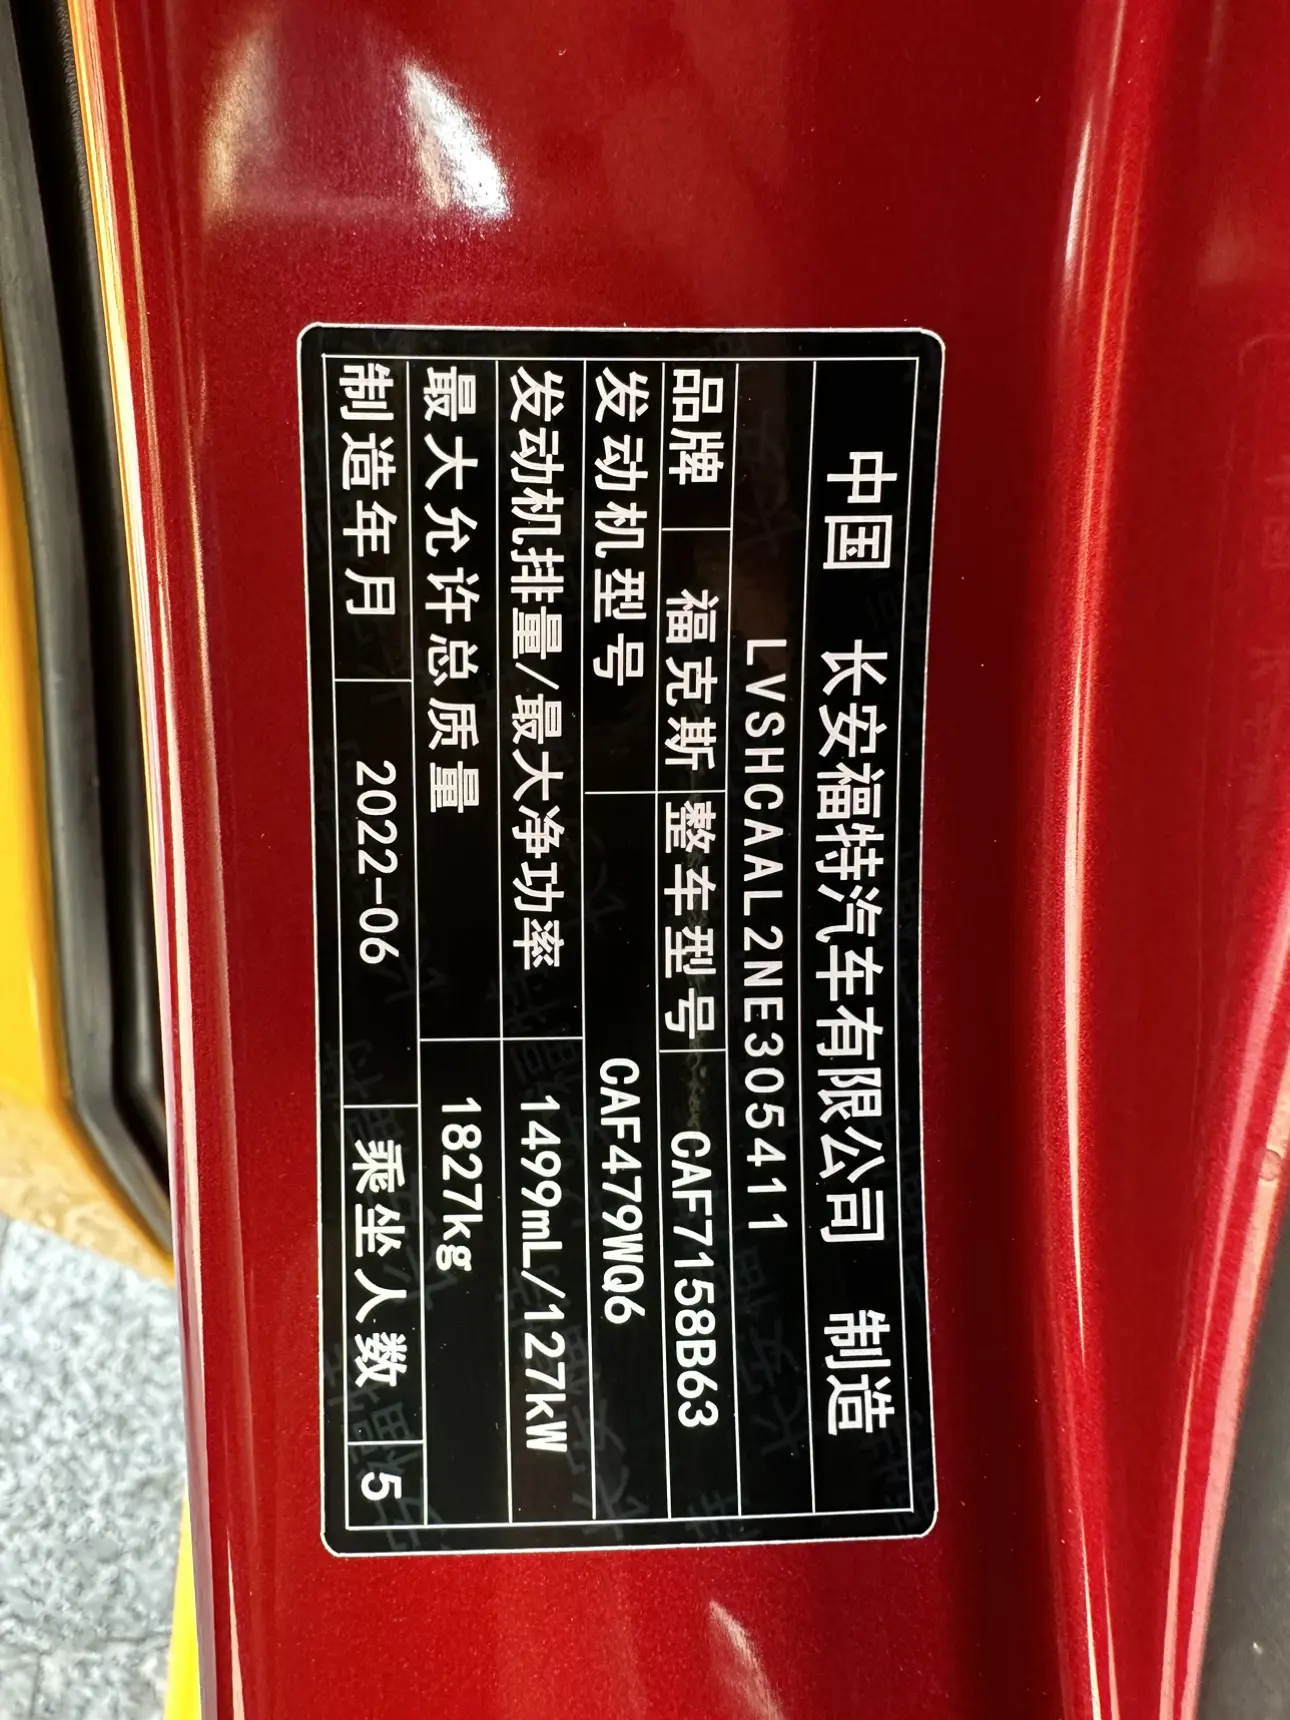 中国 长安福特汽车有限公司 制造
LVSHCAAL2NE305411
品牌 福克斯 整车型号 CAF7158B63
发动机型号 CAF479WQ6
发动机排量/最大净功率 1499mL/127kW
最大允许总质量 1827kg
制造年月 2022-06 乘坐人数 5